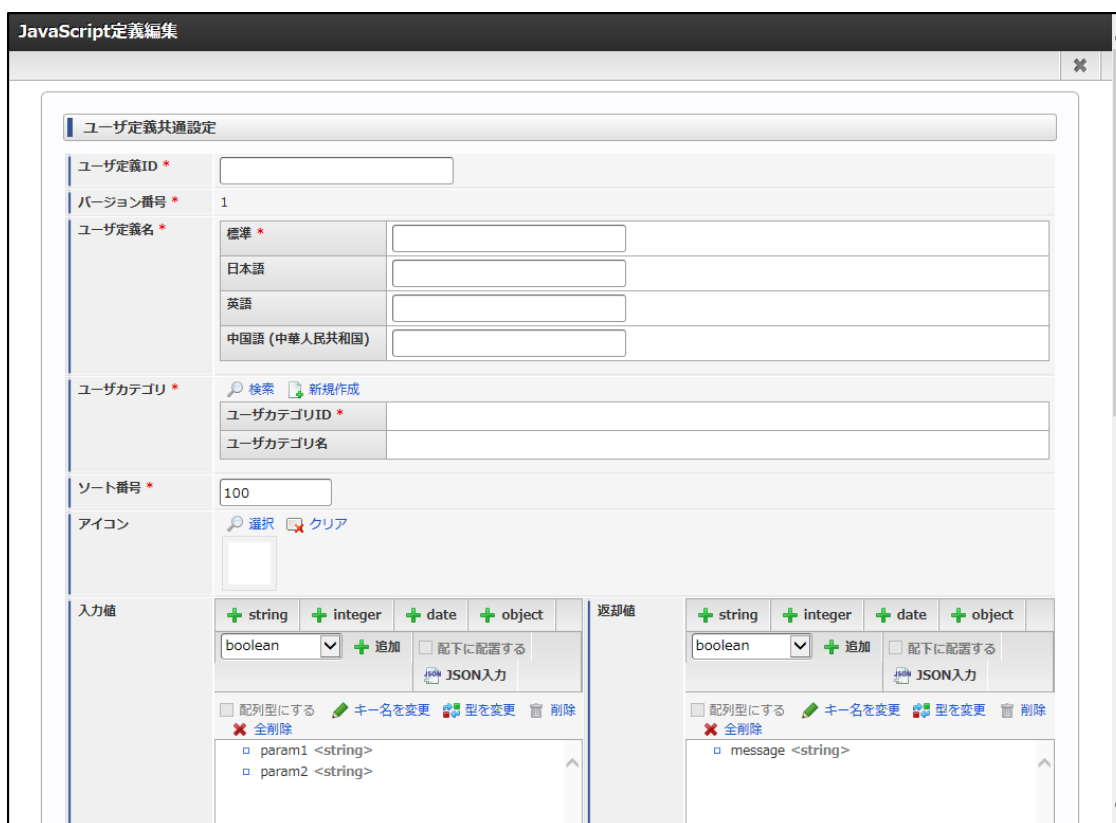 JavaScript定義編集
ユーザ定義共通設定
ユーザ定義ID *
バージョン番号 * 1
ユーザ定義名 * 標準 *
日本語
英語
中国語 (中華人民共和国)
ユーザカテゴリ * 検索 新規作成
ユーザカテゴリID *
ユーザカテゴリ名
ソート番号 * 100
アイコン 選択 クリア
入力値 string integer date object 返却値 string integer date object
boolean 追加 配下に配置する boolean 追加 配下に配置する
JSON JSON入力 JSON JSON入力
配列型にする キー名を変更 型を変更 削除 配列型にする キー名を変更 型を変更 削除
全削除 全削除
param1 <string> message <string>
param2 <string>